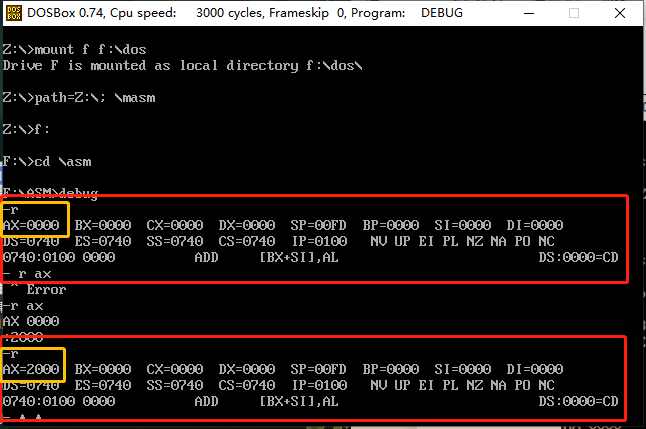 DOSBox 0.74, Cpu speed: 3000 cycles, Frameskip 0, Program: DEBUG
Z:\>mount f f:\dos
Drive F is mounted as local directory f:\dos\
Z:\>path=Z:\; \masm
Z:\>f:
F:\>cd \asm
F:\ASM>debug
-r
AX=0000 BX=0000 CX=0000 DX=0000 SP=00FD BP=0000 SI=0000 DI=0000
DS=0740 ES=0740 SS=0740 CS=0740 IP=0100 NV UP EI PL NZ NA PO NC
0740:0100 0000 ADD [BX+SI],AL DS:0000=CD
- r ax
^ Error
-r ax
AX 0000
:2000
-r
AX=2000 BX=0000 CX=0000 DX=0000 SP=00FD BP=0000 SI=0000 DI=0000
DS=0740 ES=0740 SS=0740 CS=0740 IP=0100 NV UP EI PL NZ NA PO NC
0740:0100 0000 ADD [BX+SI],AL DS:0000=CD